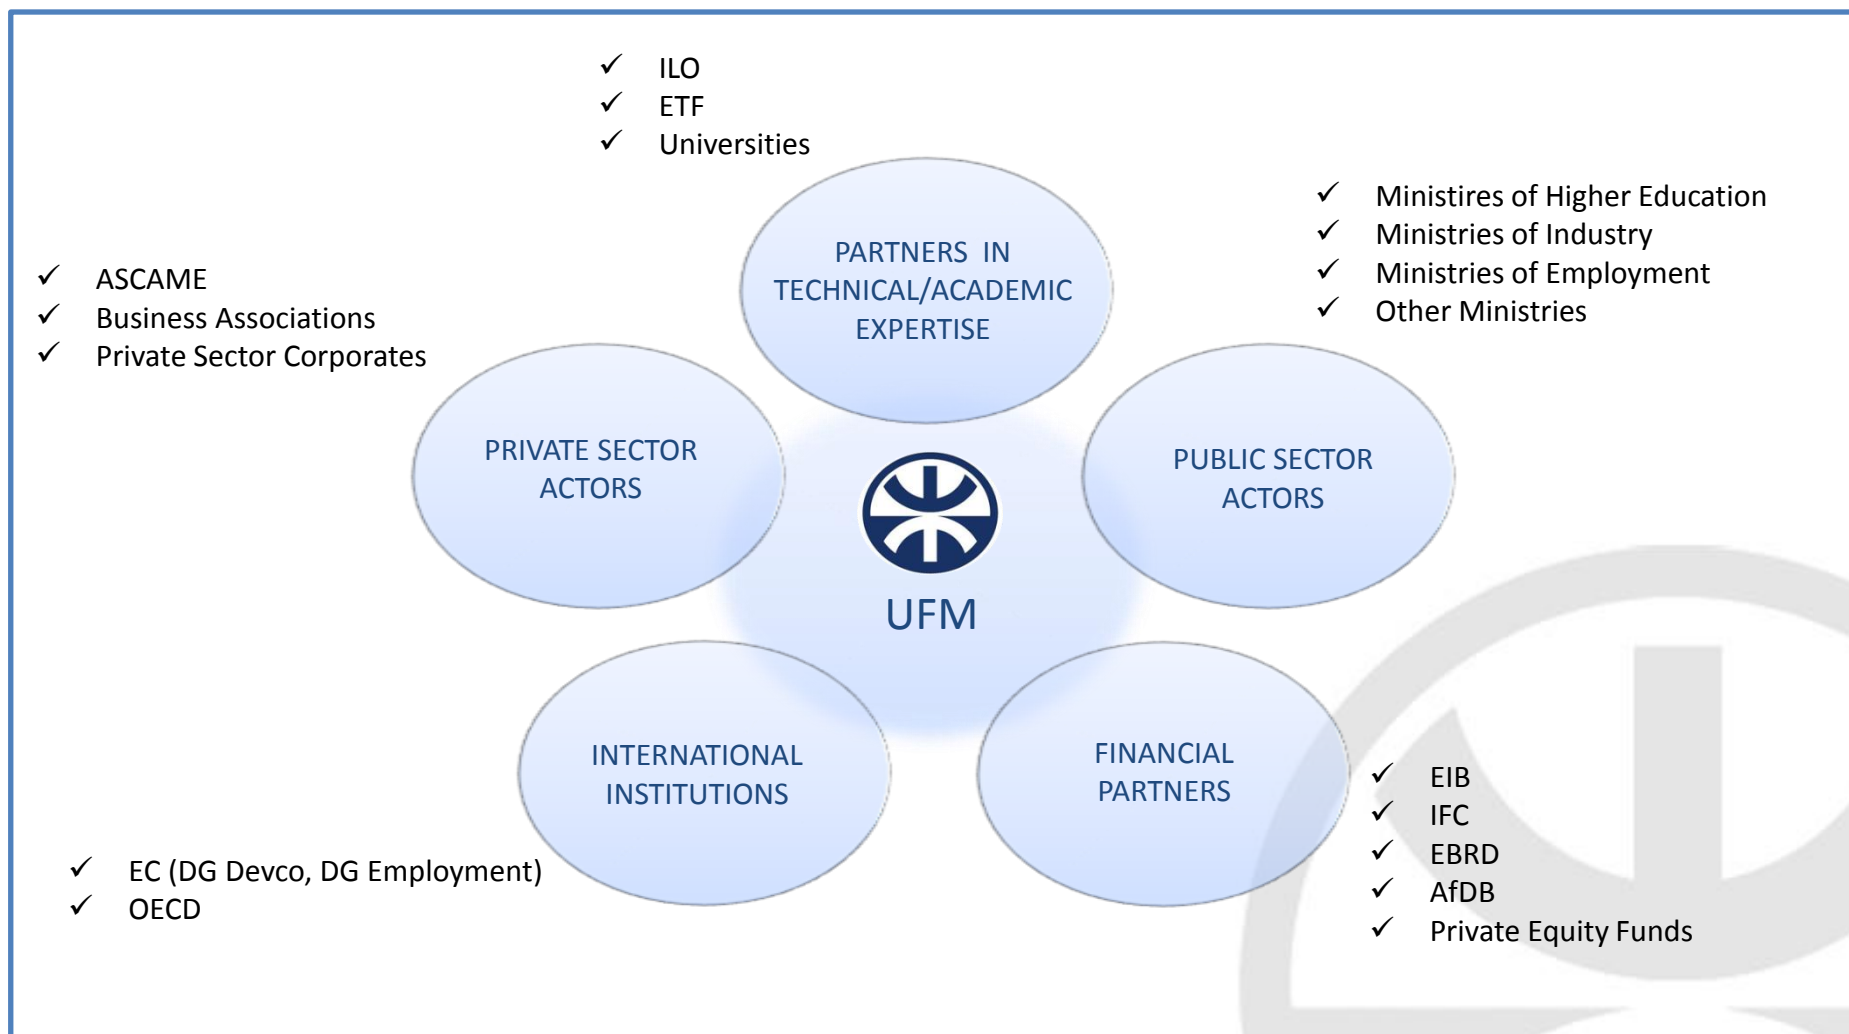 ILO
ETF
Universities
Ministires of Higher Education
Ministries of Industry
Ministries of Employment
Other Ministries
ASCAME
Business Associations
Private Sector Corporates
PARTNERS IN
TECHNICAL/ACADEMIC
EXPERTISE
PRIVATE SECTOR
ACTORS
PUBLIC SECTOR
ACTORS
UFM
INTERNATIONAL
INSTITUTIONS
FINANCIAL
PARTNERS
EIB
IFC
EBRD
AfDB
Private Equity Funds
EC (DG Devco, DG Employment)
OECD